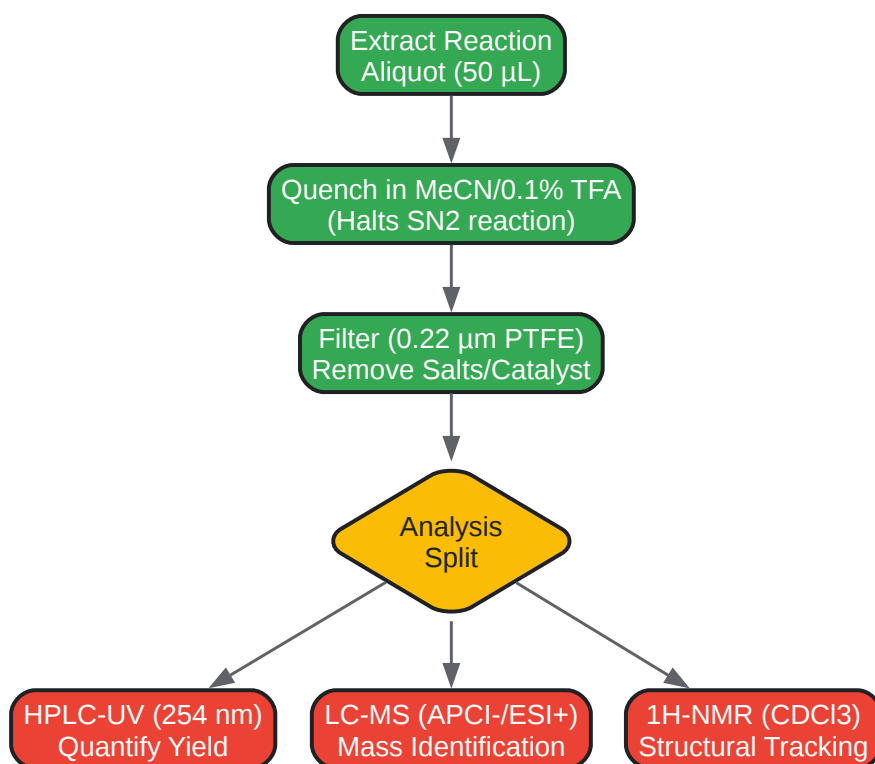 Extract Reaction
Aliquot (50 µL)
Quench in MeCN/0.1% TFA
(Halts SN2 reaction)
Filter (0.22 µm PTFE)
Remove Salts/Catalyst
Analysis
Split
HPLC-UV (254 nm)
Quantify Yield
LC-MS (APCI-/ESI+)
Mass Identification
1H-NMR (CDCl3)
Structural Tracking